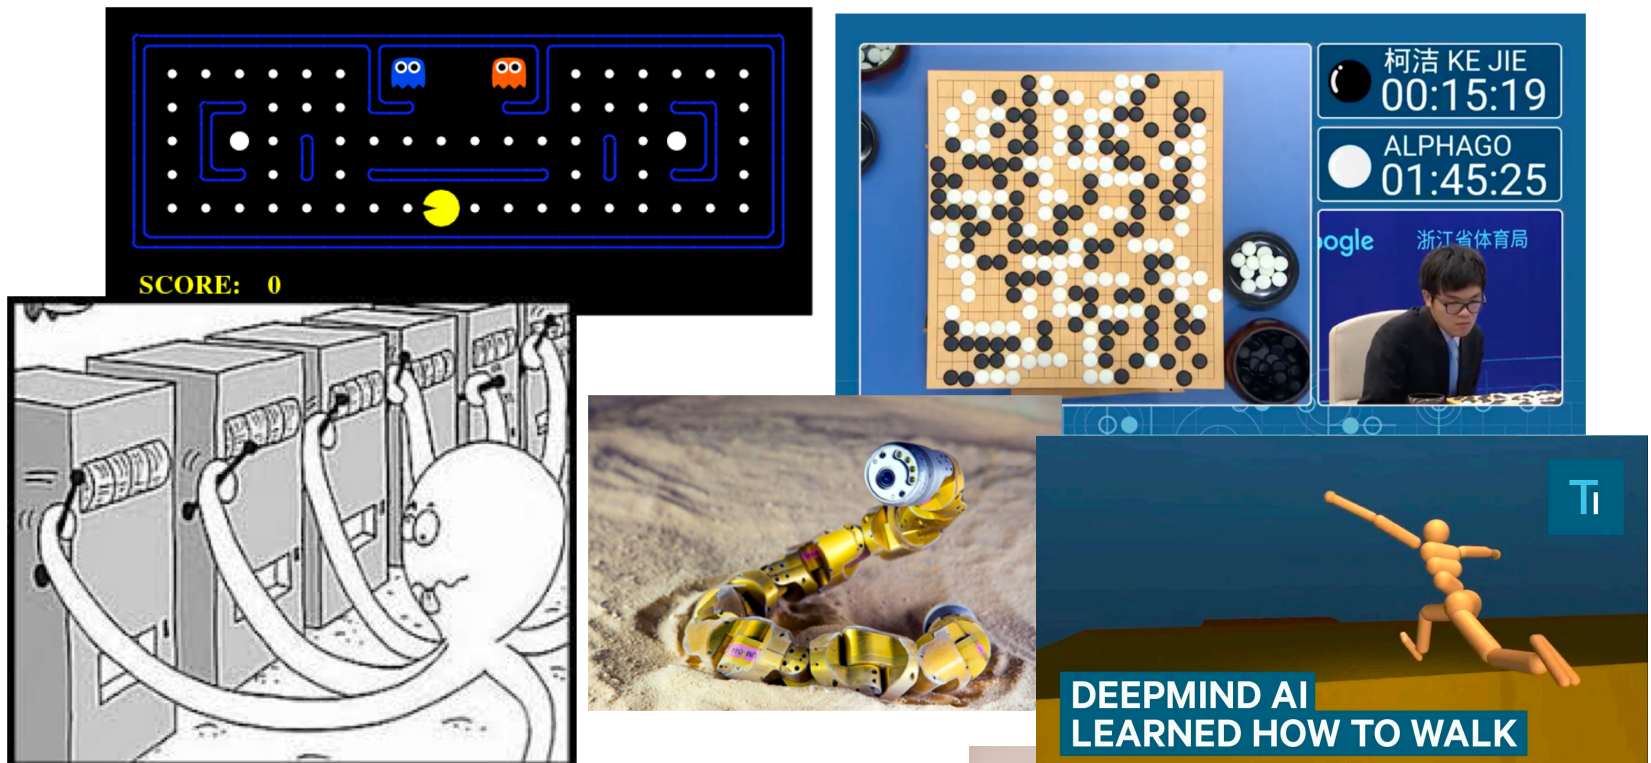 SCORE: 0
柯洁 KE JIE
00:15:19
ALPHAGO
01:45:25
oogle 浙江省体育局
TI
DEEPMIND AI
LEARNED HOW TO WALK